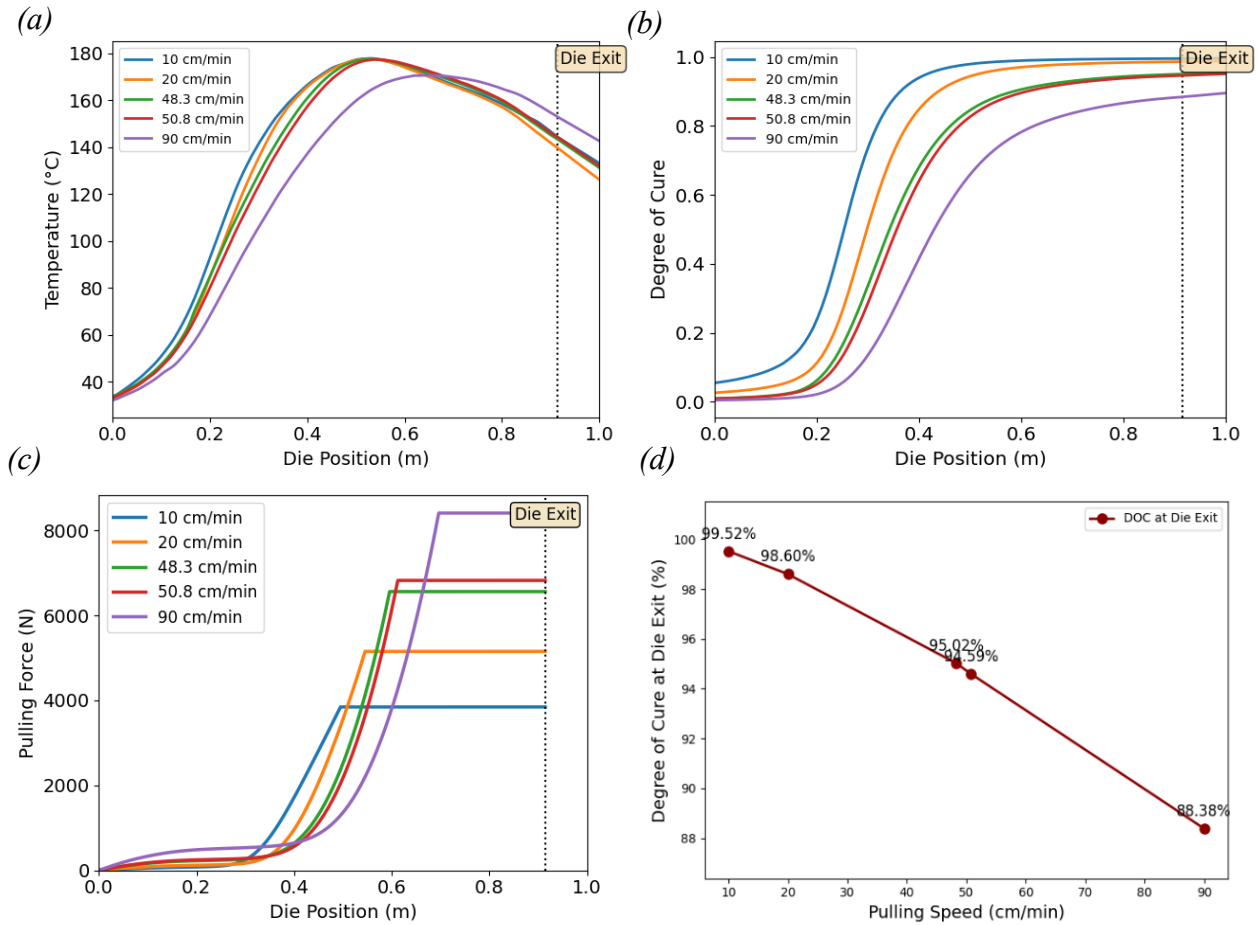 (a)
180
160
140
120
100
80
60
40
Temperature (°C)
0.0 0.2 0.4 0.6 0.8 1.0
Die Position (m)
10 cm/min
20 cm/min
48.3 cm/min
50.8 cm/min
90 cm/min
Die Exit
(b)
1.0
0.8
0.6
0.4
0.2
0.0
Degree of Cure
0.0 0.2 0.4 0.6 0.8 1.0
Die Position (m)
10 cm/min
20 cm/min
48.3 cm/min
50.8 cm/min
90 cm/min
Die Exit
(c)
8000
6000
4000
2000
0
Pulling Force (N)
0.0 0.2 0.4 0.6 0.8 1.0
Die Position (m)
10 cm/min
20 cm/min
48.3 cm/min
50.8 cm/min
90 cm/min
Die Exit
(d)
100
98
96
94
92
90
88
Degree of Cure at Die Exit (%)
10 20 30 40 50 60 70 80 90
Pulling Speed (cm/min)
DOC at Die Exit
99.52%
98.60%
95.02%
94.59%
88.38%